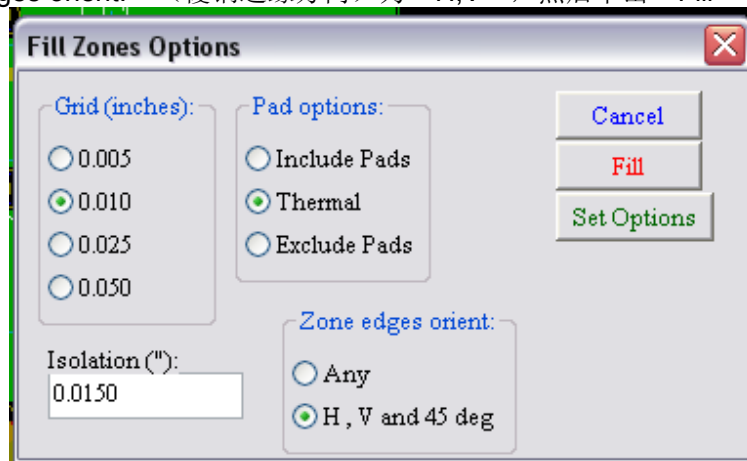 Fill Zones Options
Grid (inches):
0.005
0.010
0.025
0.050
Pad options:
Include Pads
Thermal
Exclude Pads
Cancel
Fill
Set Options
Isolation ("):
0.0150
Zone edges orient:
Any
H , V and 45 deg